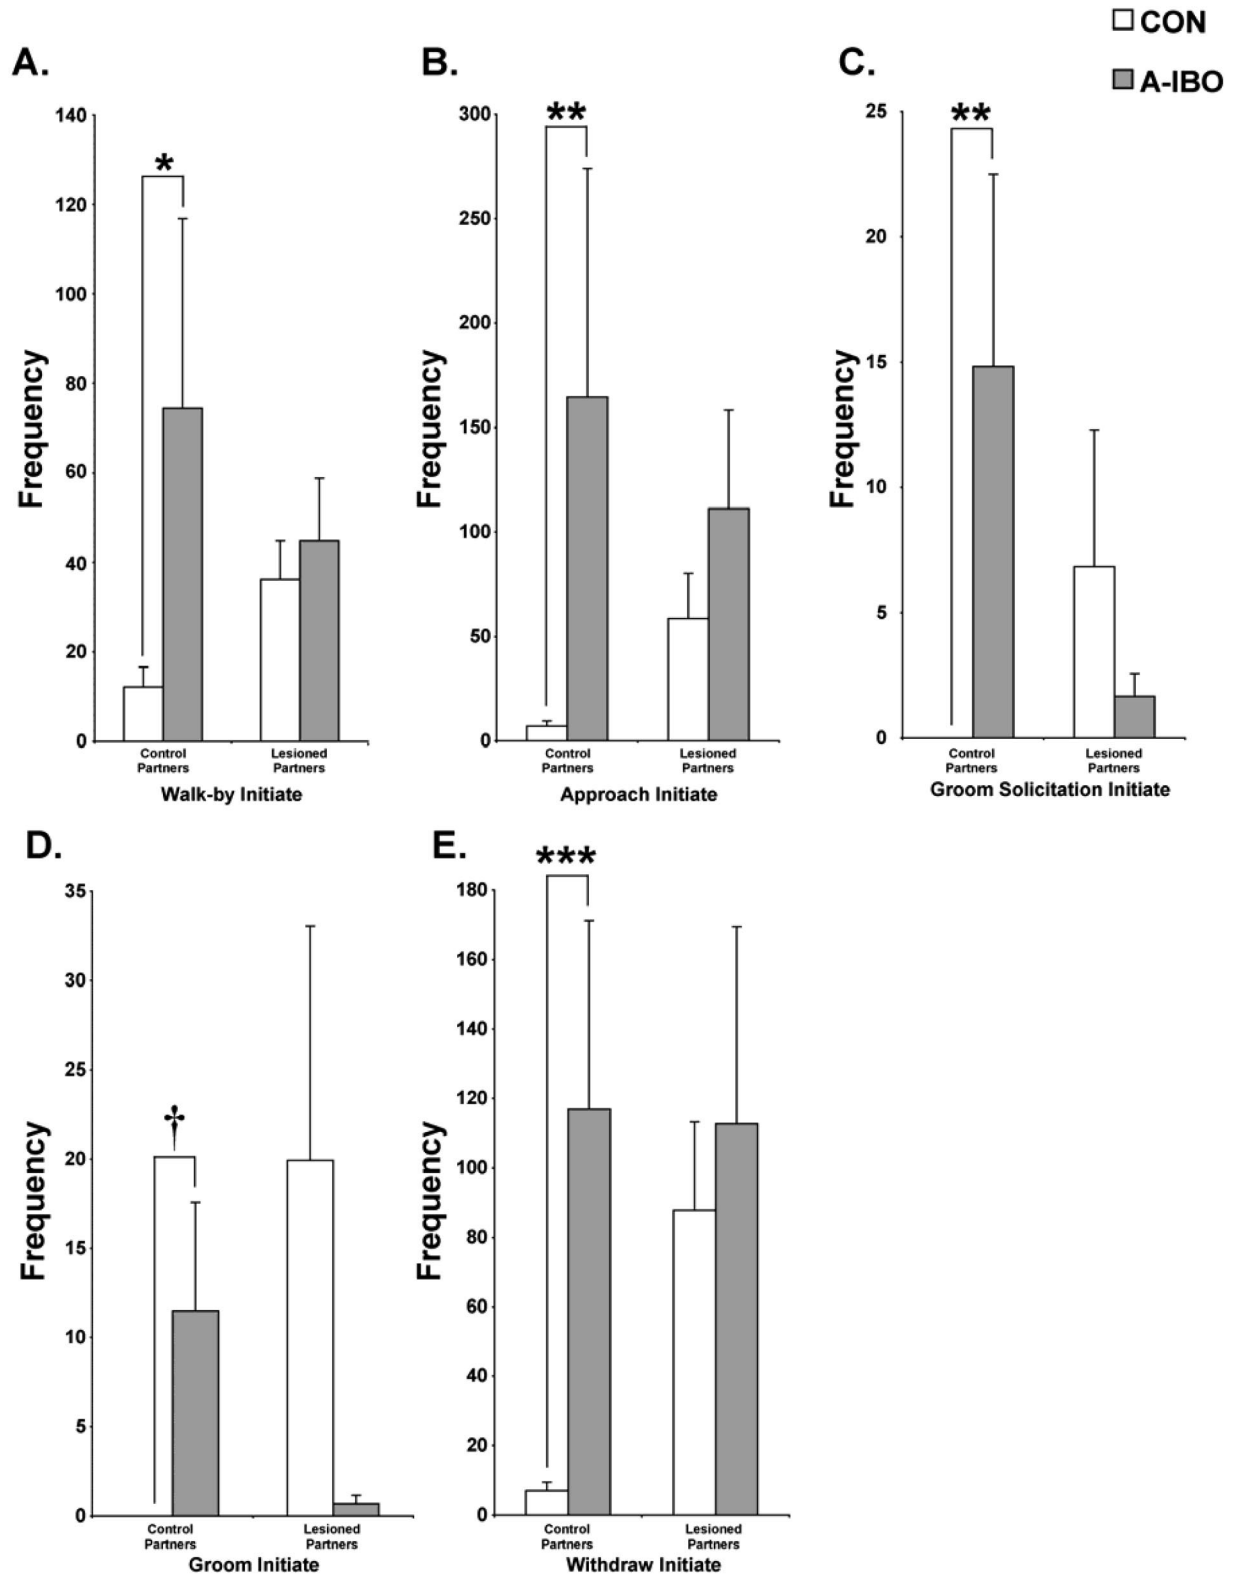 CON
A-IBO
A.
140
120
100
80
60
40
20
0
Frequency
*
Control
Partners
Lesioned
Partners
Walk-by Initiate
B.
300
250
200
150
100
50
0
Frequency
**
Control
Partners
Lesioned
Partners
Approach Initiate
C.
25
20
15
10
5
0
Frequency
**
Control
Partners
Lesioned
Partners
Groom Solicitation Initiate
D.
35
30
25
20
15
10
5
0
Frequency
†
Control
Partners
Lesioned
Partners
Groom Initiate
E.
180
160
140
120
100
80
60
40
20
0
Frequency
***
Control
Partners
Lesioned
Partners
Withdraw Initiate